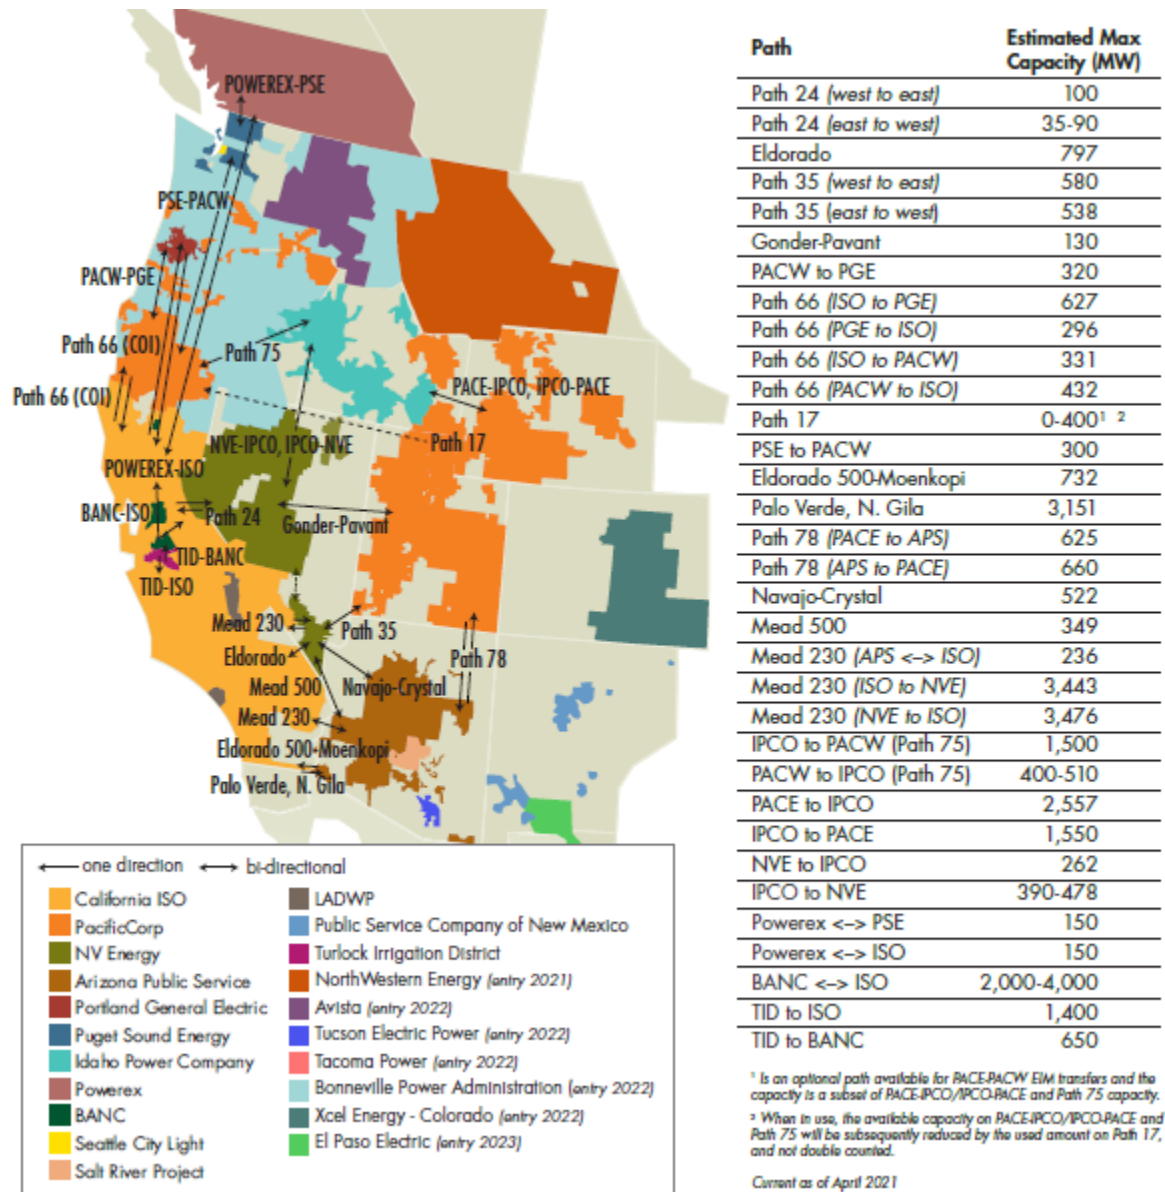 POWEREX-PSE
PSE-PACW
PACW-PGE
Path 66 (COI)
Path 75
Path 66 (COI)
PACE-IPCO, IPCO-PACE
NVE-IPCO, IPCO-NVE
Path 17
POWEREX-ISO
BANC-ISO
Path 24
Gonder-Pavant
TID-BANC
TID-ISO
Mead 230
Path 35
Eldorado
Path 78
Mead 500
Navajo-Crystal
Mead 230
Eldorado 500-Moenkopi
Palo Verde, N. Gila
one direction
bi-directional
California ISO
PacificCorp
NV Energy
Arizona Public Service
Portland General Electric
Puget Sound Energy
Idaho Power Company
Powerex
BANC
Seattle City Light
Salt River Project
LADWP
Public Service Company of New Mexico
Turlock Irrigation District
NorthWestern Energy (entry 2021)
Avista (entry 2022)
Tucson Electric Power (entry 2022)
Tacoma Power (entry 2022)
Bonneville Power Administration (entry 2022)
Xcel Energy - Colorado (entry 2022)
El Paso Electric (entry 2023)
Path Estimated Max
Capacity (MW)
Path 24 (west to east) 100
Path 24 (east to west) 35-90
Eldorado 797
Path 35 (west to east) 580
Path 35 (east to west) 538
Gonder-Pavant 130
PACW to PGE 320
Path 66 (ISO to PGE) 627
Path 66 (PGE to ISO) 296
Path 66 (ISO to PACW) 331
Path 66 (PACW to ISO) 432
Path 17 0-400¹ ²
PSE to PACW 300
Eldorado 500-Moenkopi 732
Palo Verde, N. Gila 3,151
Path 78 (PACE to APS) 625
Path 78 (APS to PACE) 660
Navajo-Crystal 522
Mead 500 349
Mead 230 (APS <-> ISO) 236
Mead 230 (ISO to NVE) 3,443
Mead 230 (NVE to ISO) 3,476
IPCO to PACW (Path 75) 1,500
PACW to IPCO (Path 75) 400-510
PACE to IPCO 2,557
IPCO to PACE 1,550
NVE to IPCO 262
IPCO to NVE 390-478
Powerex <-> PSE 150
Powerex <-> ISO 150
BANC <-> ISO 2,000-4,000
TID to ISO 1,400
TID to BANC 650
¹ Is an optional path available for PACE-PACW EIM transfers and the
capacity is a subset of PACE-IPCO/IPCO-PACE and Path 75 capacity.
² When in use, the available capacity on PACE-IPCO/IPCO-PACE and
Path 75 will be subsequently reduced by the used amount on Path 17,
and not double counted.
Current as of April 2021